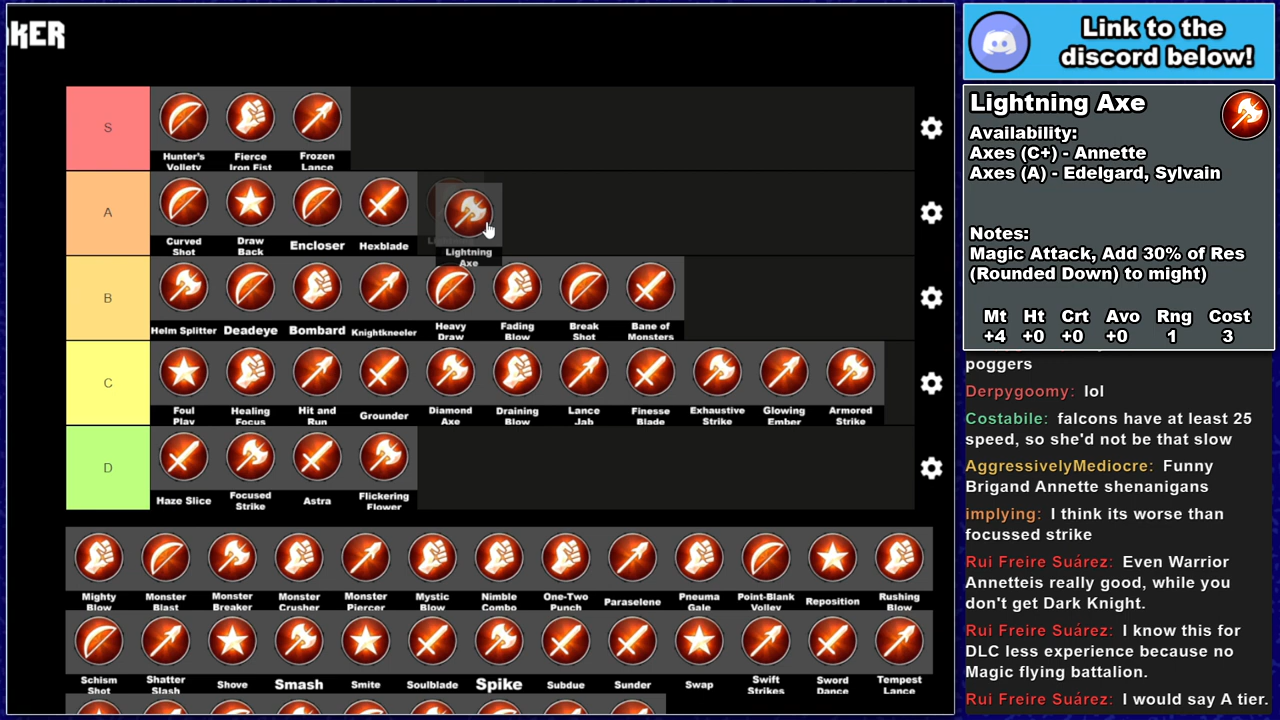 KER
Link to the
discord below!
Lightning Axe
Availability:
Axes (C+) - Annette
Axes (A) - Edelgard, Sylvain
Notes:
Magic Attack, Add 30% of Res
(Rounded Down) to might)
Mt Ht Crt Avo Rng Cost
+4 +0 +0 +0 1 3
S
Hunter's Volley
Fierce Iron Fist
Frozen Lance
A
Curved Shot
Draw Back
Encloser
Hexblade
Lightning Axe
B
Helm Splitter
Deadeye
Bombard
Knightkneeler
Heavy Draw
Fading Blow
Break Shot
Bane of Monsters
C
Foul Play
Healing Focus
Hit and Run
Grounder
Diamond Axe
Draining Blow
Lance Jab
Finesse Blade
Exhaustive Strike
Glowing Ember
Armored Strike
D
Haze Slice
Focused Strike
Astra
Flickering Flower
Mighty Blow
Monster Blast
Monster Breaker
Monster Crusher
Monster Piercer
Mystic Blow
Nimble Combo
One-Two Punch
Paraselene
Pneuma Gale
Point-Blank Volley
Reposition
Rushing Blow
Schism Shot
Shatter Slash
Shove
Smash
Smite
Soulblade
Spike
Subdue
Sunder
Swap
Swift Strikes
Sword Dance
Tempest Lance
poggers
Derpygoomy: lol
Costabile: falcons have at least 25
speed, so she'd not be that slow
AggressivelyMediocre: Funny
Brigand Annette shenanigans
implying: I think its worse than
focussed strike
Rui Freire Suárez: Even Warrior
Annetteis really good, while you
don't get Dark Knight.
Rui Freire Suárez: I know this for
DLC less experience because no
Magic flying battalion.
Rui Freire Suárez: I would say A tier.